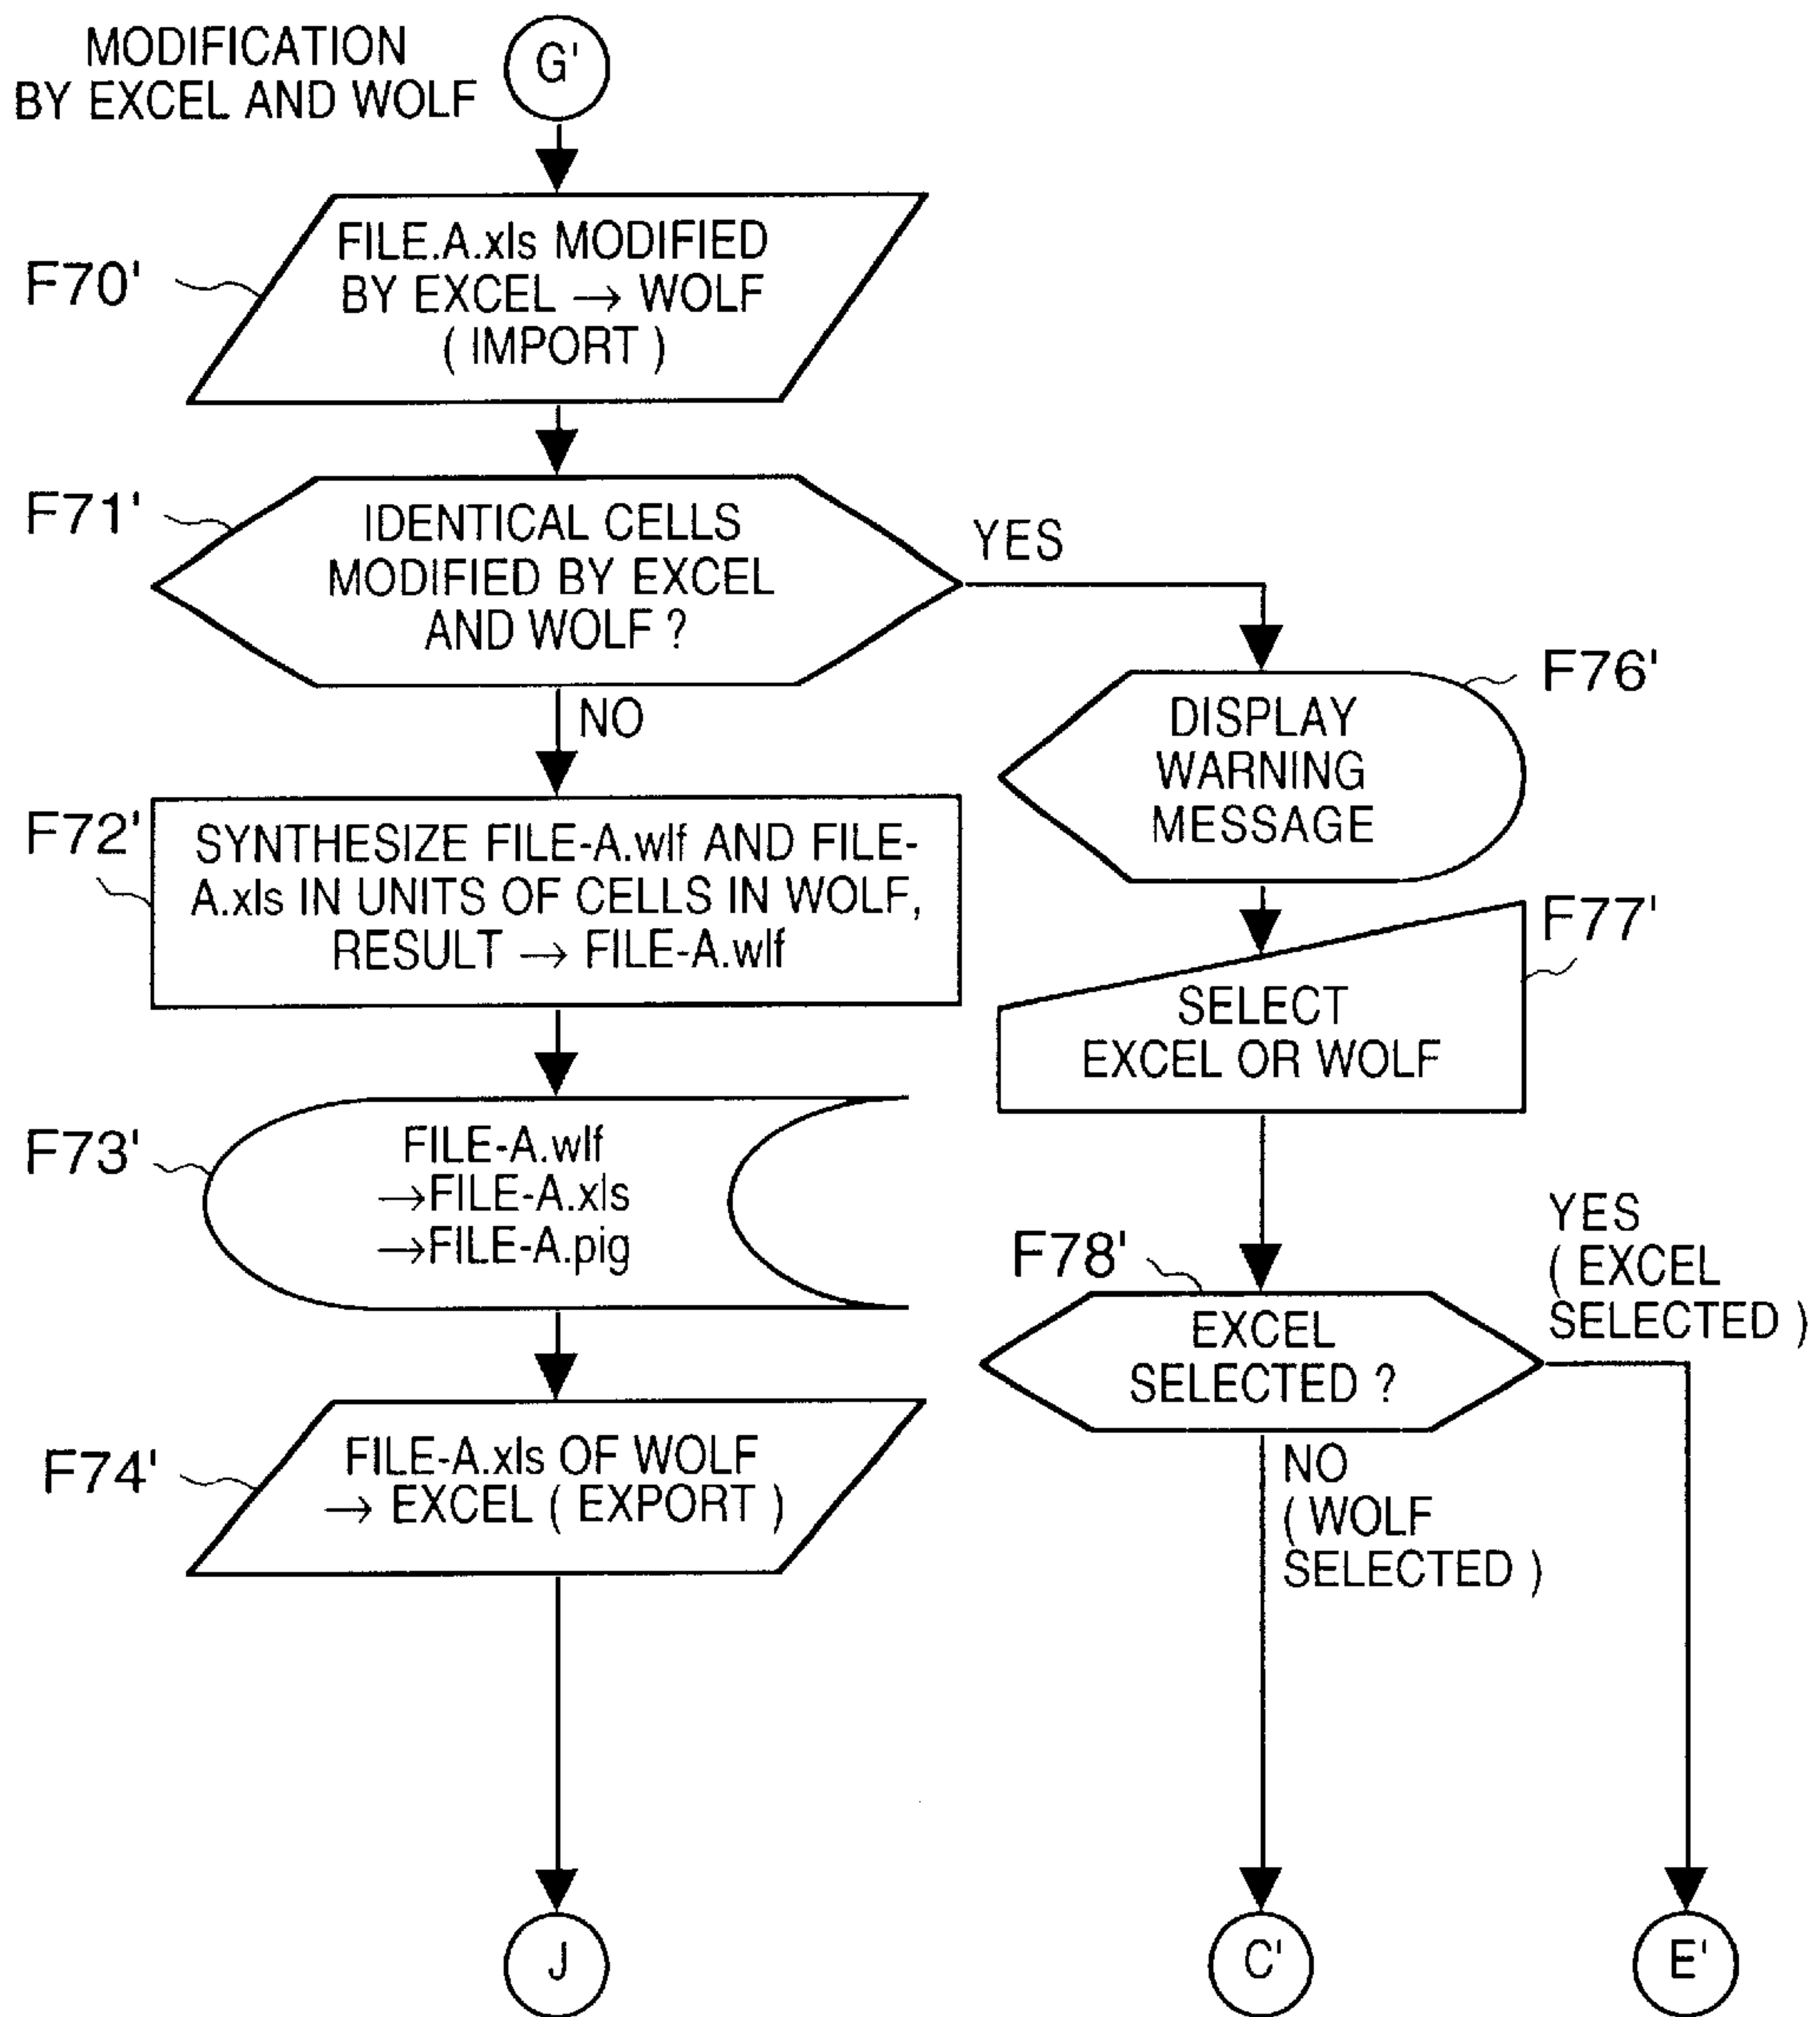 MODIFICATION
BY EXCEL AND WOLF
G'
F70'
FILE.A.xls MODIFIED
BY EXCEL → WOLF
( IMPORT )
F71'
IDENTICAL CELLS
MODIFIED BY EXCEL
AND WOLF ?
YES
NO
F72'
SYNTHESIZE FILE-A.wlf AND FILE-
A.xls IN UNITS OF CELLS IN WOLF,
RESULT → FILE-A.wlf
F73'
FILE-A.wlf
→FILE-A.xls
→FILE-A.pig
F74'
FILE-A.xls OF WOLF
→ EXCEL ( EXPORT )
J
F76'
DISPLAY
WARNING
MESSAGE
F77'
SELECT
EXCEL OR WOLF
F78'
EXCEL
SELECTED ?
YES
( EXCEL
SELECTED )
NO
( WOLF
SELECTED )
C'
E'